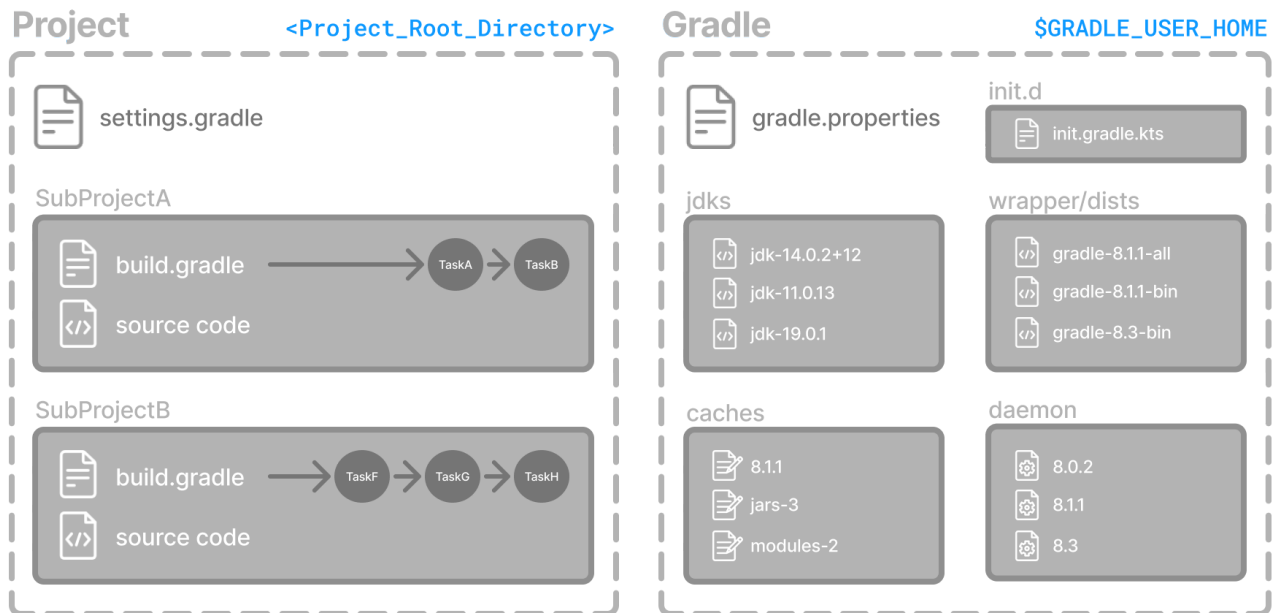 Project
<Project_Root_Directory>
settings.gradle
SubProjectA
build.gradle
TaskA
TaskB
source code
SubProjectB
build.gradle
TaskF
TaskG
TaskH
source code
Gradle
$GRADLE_USER_HOME
gradle.properties
init.d
init.gradle.kts
jdks
jdk-14.0.2+12
jdk-11.0.13
jdk-19.0.1
wrapper/dists
gradle-8.1.1-all
gradle-8.1.1-bin
gradle-8.3-bin
caches
8.1.1
jars-3
modules-2
daemon
8.0.2
8.1.1
8.3